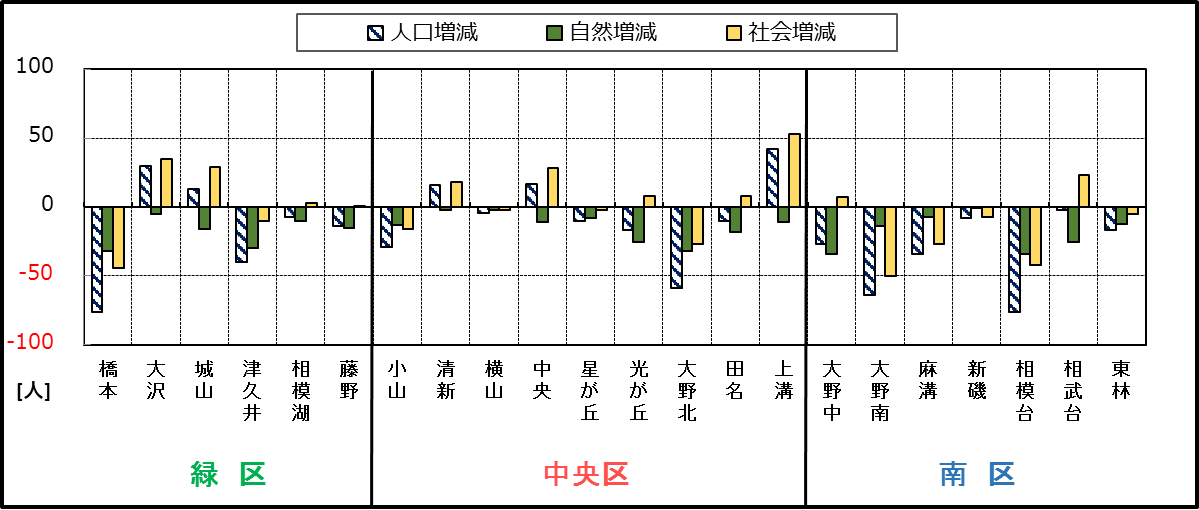 人口増減 自然増減 社会増減
100
50
0
-50
-100
[人]
橋本 大沢 城山 津久井 相模湖 藤野 小山 清新 横山 中央 星が丘 光が丘 大野北 田名 上溝 大野中 大野南 麻溝 新磯 相模台 相武台 東林
緑 区 中央区 南 区